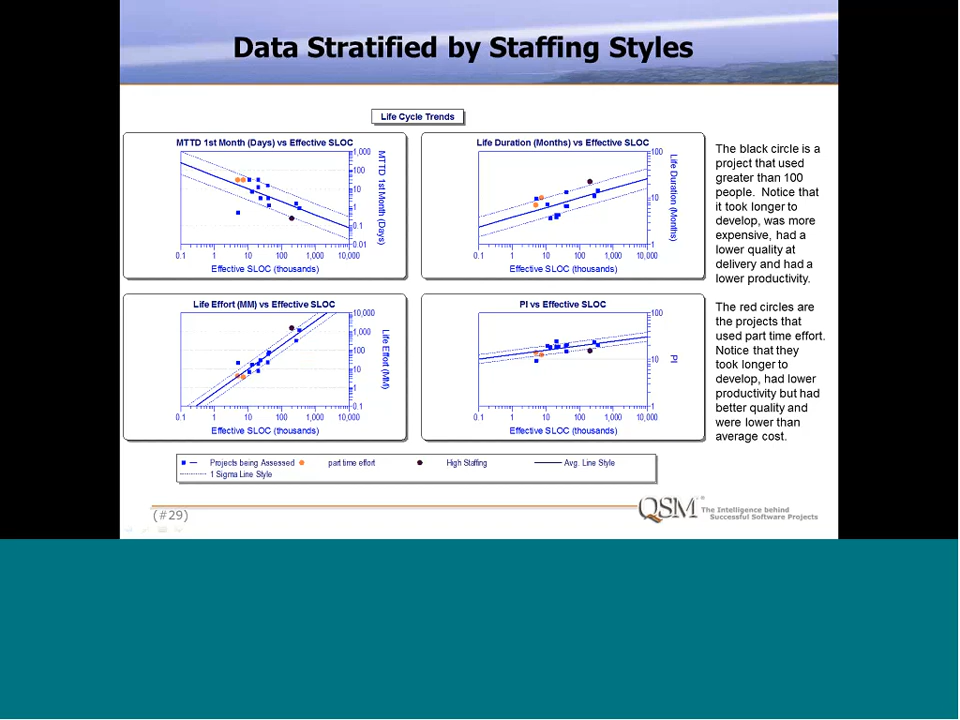 Data Stratified by Staffing Styles
Life Cycle Trends
MTTD 1st Month (Days) vs Effective SLOC
1,000
100
10
1
0.1
0.01
MTTD 1st Month (Days)
0.1 1 10 100 1,000 10,000
Effective SLOC (thousands)
Life Duration (Months) vs Effective SLOC
100
10
1
Life Duration (Months)
0.1 1 10 100 1,000 10,000
Effective SLOC (thousands)
Life Effort (MM) vs Effective SLOC
10,000
1,000
100
10
1
0.1
Life Effort (MM)
0.1 1 10 100 1,000 10,000
Effective SLOC (thousands)
PI vs Effective SLOC
100
10
1
PI
0.1 1 10 100 1,000 10,000
Effective SLOC (thousands)
Projects being Assessed part time effort High Staffing Avg. Line Style
1 Sigma Line Style
The black circle is a
project that used
greater than 100
people. Notice that
it took longer to
develop, was more
expensive, had a
lower quality at
delivery and had a
lower productivity.
The red circles are
the projects that
used part time effort.
Notice that they
took longer to
develop, had lower
productivity but had
better quality and
were lower than
average cost.
(#29)
QSM®
The Intelligence behind
Successful Software Projects